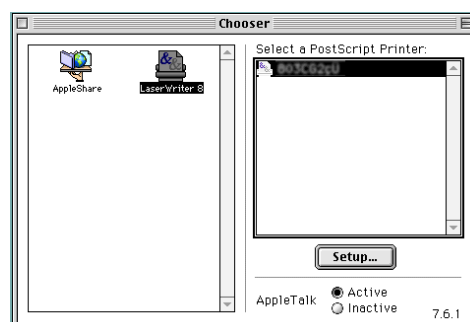 Chooser
AppleShare
LaserWriter 8
Select a PostScript Printer:
Setup...
AppleTalk
Active
Inactive
7.6.1